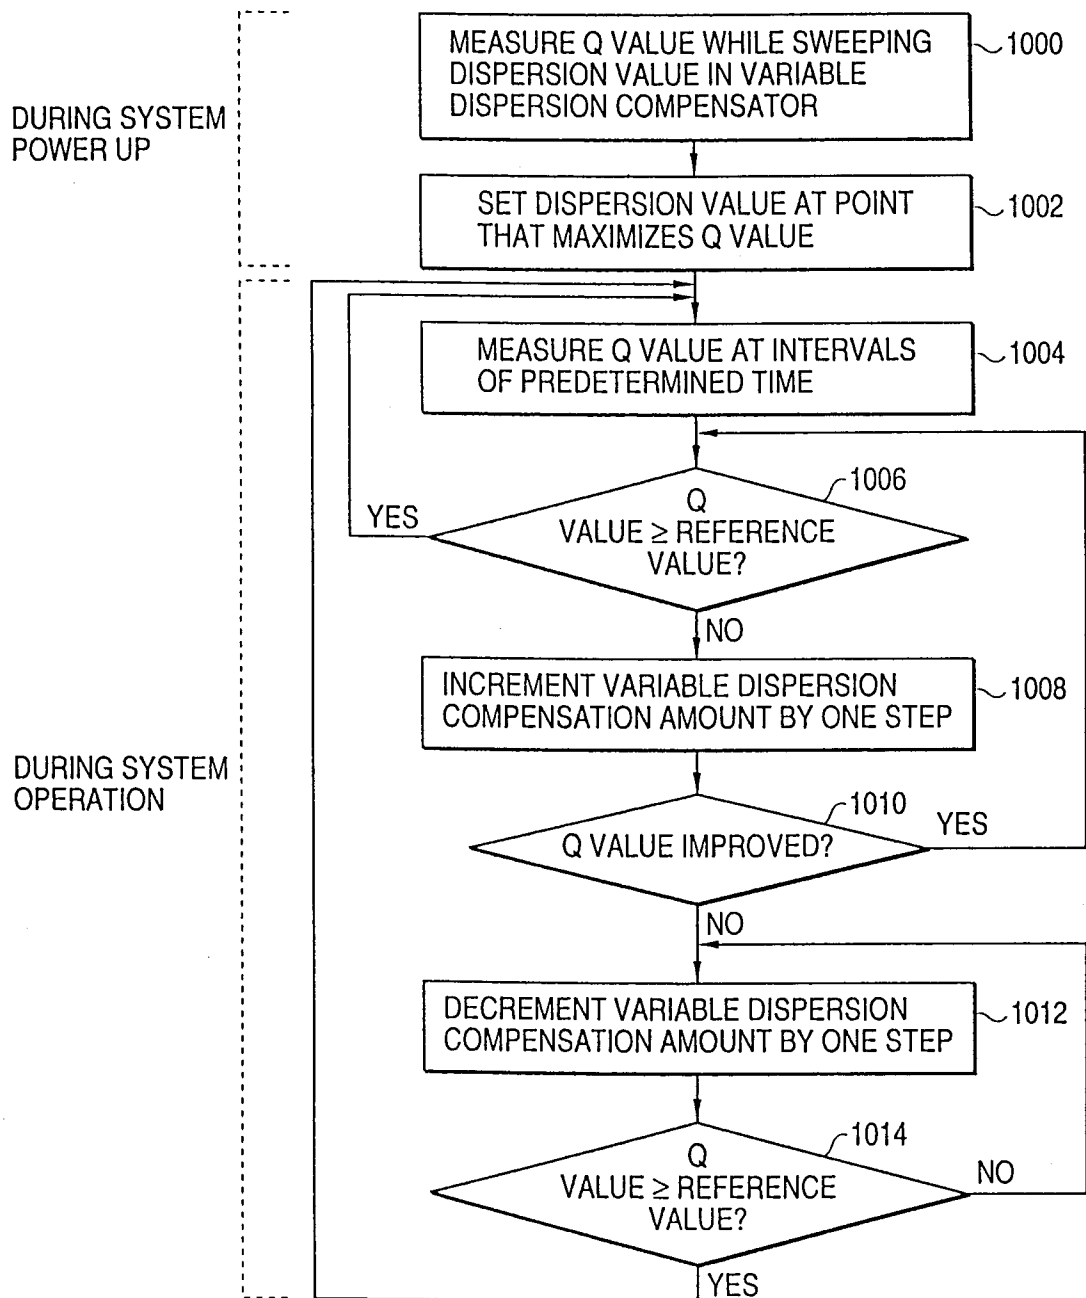 MEASURE Q VALUE WHILE SWEEPING
DISPERSION VALUE IN VARIABLE
DISPERSION COMPENSATOR
1000
DURING SYSTEM
POWER UP
SET DISPERSION VALUE AT POINT
THAT MAXIMIZES Q VALUE
1002
MEASURE Q VALUE AT INTERVALS
OF PREDETERMINED TIME
1004
1006
Q
VALUE ≥ REFERENCE
VALUE?
YES
NO
INCREMENT VARIABLE DISPERSION
COMPENSATION AMOUNT BY ONE STEP
1008
DURING SYSTEM
OPERATION
1010
Q VALUE IMPROVED?
YES
NO
DECREMENT VARIABLE DISPERSION
COMPENSATION AMOUNT BY ONE STEP
1012
1014
Q
VALUE ≥ REFERENCE
VALUE?
NO
YES